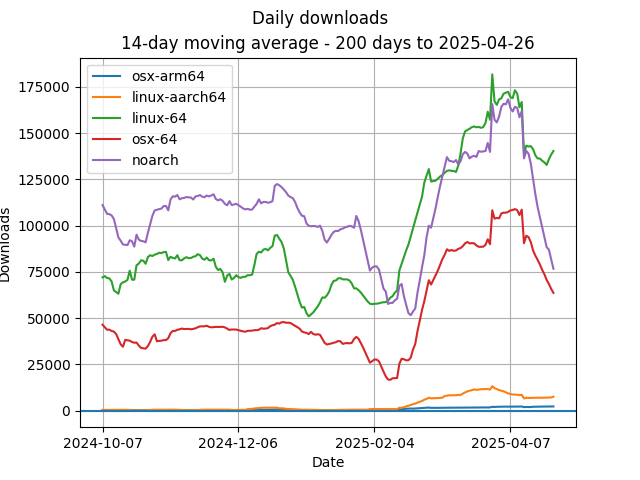 Daily downloads
14-day moving average - 200 days to 2025-04-26
osx-arm64
linux-aarch64
linux-64
osx-64
noarch
175000
150000
125000
100000
75000
50000
25000
0
Downloads
2024-10-07 2024-12-06 2025-02-04 2025-04-07
Date